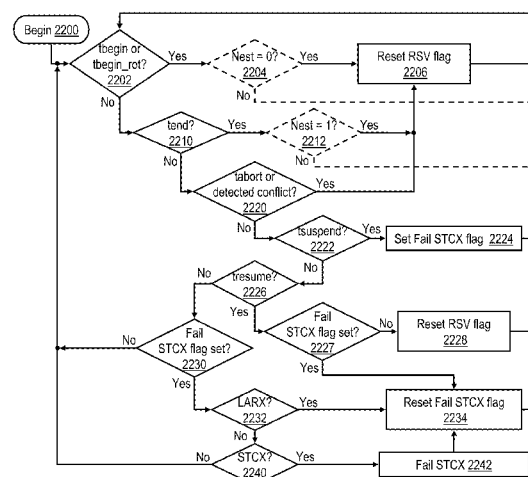 Begin 2200
tbegin or
tbegin_rot?
2202
Yes
No
Nest = 0?
2204
Yes
No
Reset RSV flag
2206
tend?
2210
Yes
No
Nest = 1?
2212
Yes
No
tabort or
detected conflict?
2220
Yes
No
tsuspend?
2222
Yes
No
Set Fail STCX flag 2224
tresume?
2226
No
Yes
Fail
STCX flag set?
2227
No
Yes
Reset RSV flag
2228
Fail
STCX flag set?
2230
No
Yes
LARX?
2232
Yes
No
Reset Fail STCX flag
2234
STCX?
2240
No
Yes
Fail STCX 2242